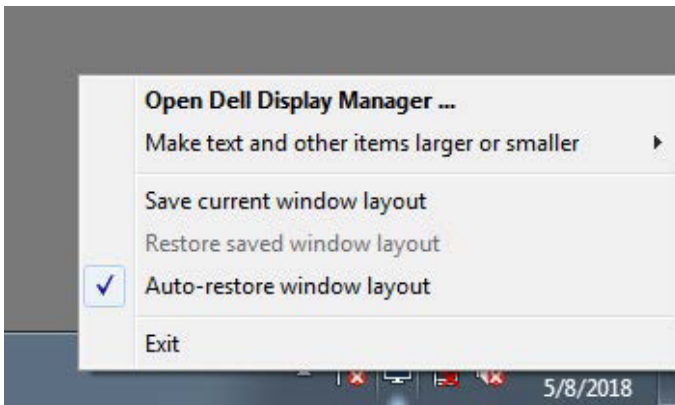 Open Dell Display Manager ...
Make text and other items larger or smaller
Save current window layout
Restore saved window layout
Auto-restore window layout
Exit
5/8/2018